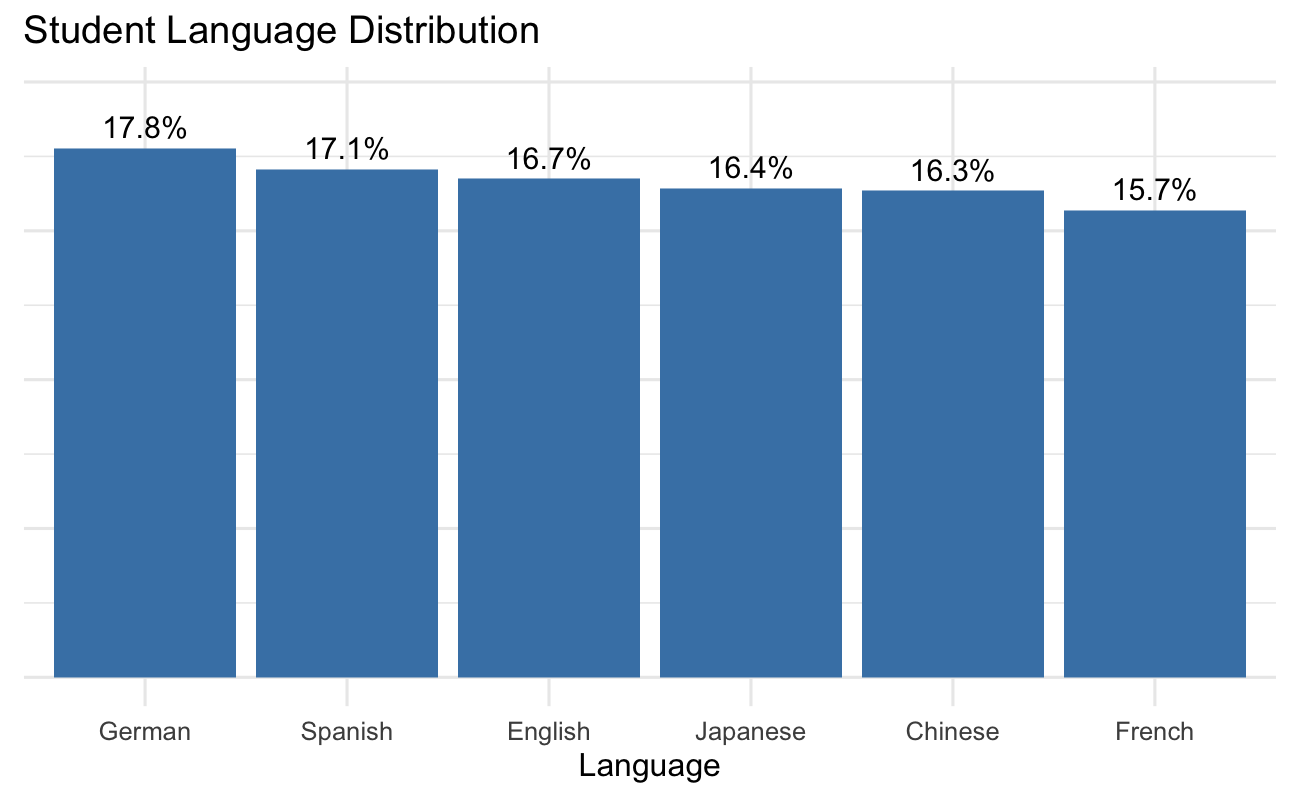 Student Language Distribution
17.8%
17.1%
16.7%
16.4%
16.3%
15.7%
German
Spanish
English
Japanese
Chinese
French
Language